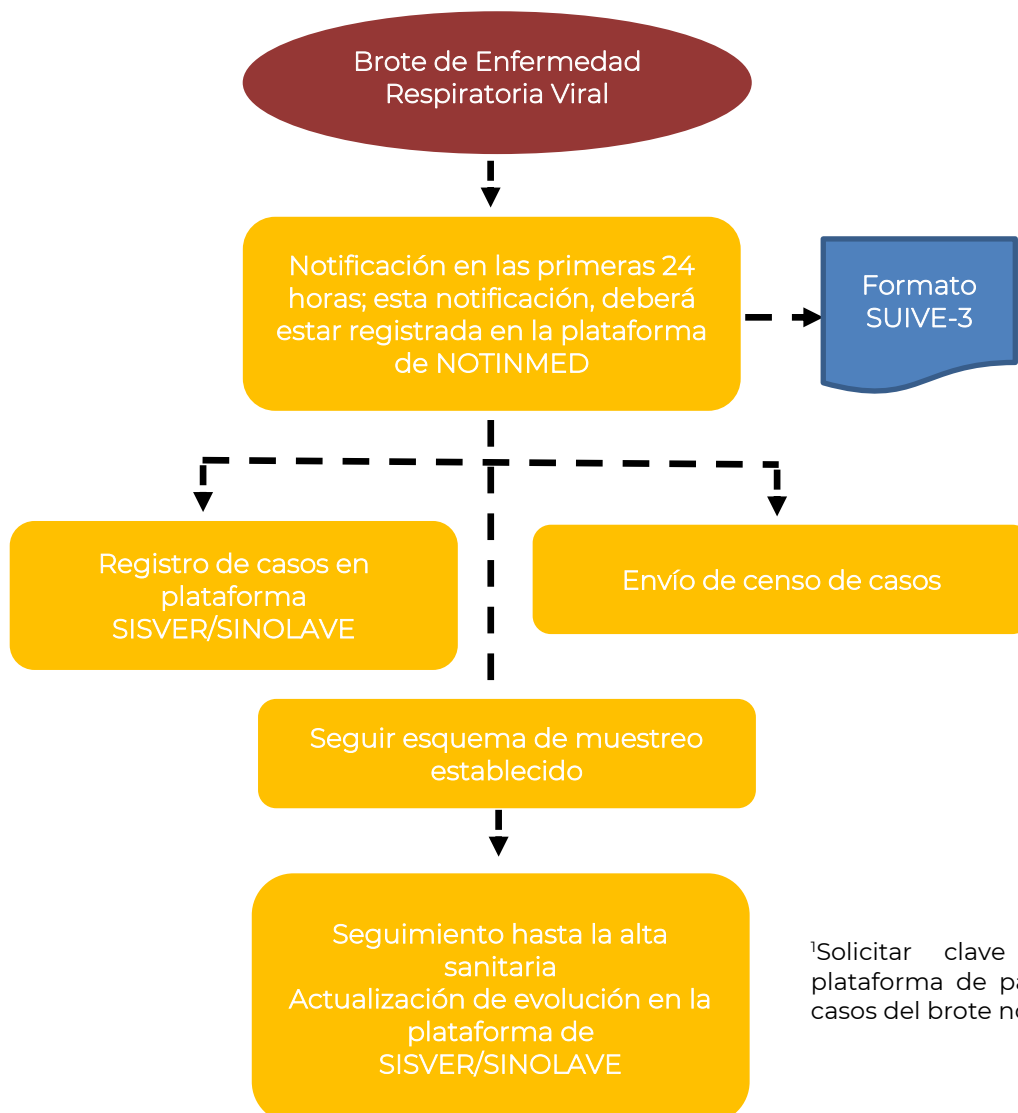 Brote de Enfermedad
Respiratoria Viral
Notificación en las primeras 24
horas; esta notificación, deberá
estar registrada en la plataforma
de NOTINMED
Formato
SUIVE-3
Registro de casos en
plataforma
SISVER/SINOLAVE
Envío de censo de casos
Seguir esquema de muestreo
establecido
Seguimiento hasta la alta
sanitaria
Actualización de evolución en la
plataforma de
SISVER/SINOLAVE
¹Solicitar clave
plataforma de
casos del brote